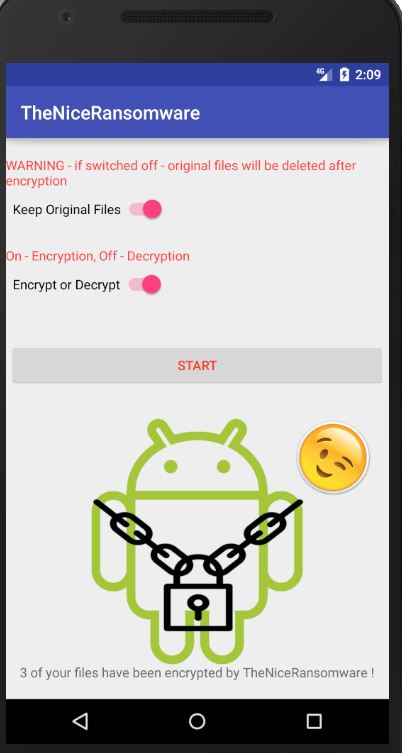 4G 2:09
TheNiceRansomware
WARNING - if switched off - original files will be deleted after
encryption
Keep Original Files
On - Encryption, Off - Decryption
Encrypt or Decrypt
START
3 of your files have been encrypted by TheNiceRansomware !